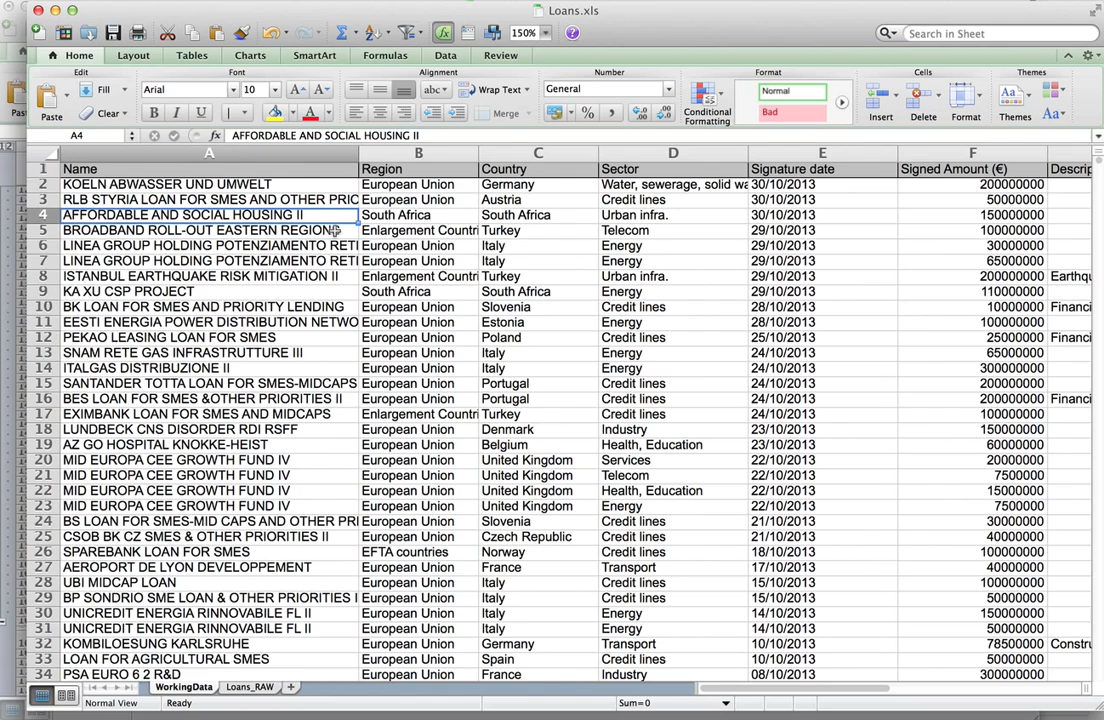 Loans.xls
150%
Search in Sheet
Home Layout Tables Charts SmartArt Formulas Data Review
Edit Font Alignment Number Format Cells Themes
Paste Fill Clear Arial 10 abc Wrap Text Merge General Conditional Formatting Normal Bad Insert Delete Format Themes Aa
A4 fx AFFORDABLE AND SOCIAL HOUSING II
A B C D E F
1 Name Region Country Sector Signature date Signed Amount (€) Descrip
2 KOELN ABWASSER UND UMWELT European Union Germany Water, sewerage, solid wa 30/10/2013 200000000
3 RLB STYRIA LOAN FOR SMES AND OTHER PRIO European Union Austria Credit lines 30/10/2013 50000000
4 AFFORDABLE AND SOCIAL HOUSING II South Africa South Africa Urban infra. 30/10/2013 150000000
5 BROADBAND ROLL-OUT EASTERN REGIONS Enlargement Countri Turkey Telecom 29/10/2013 100000000
6 LINEA GROUP HOLDING POTENZIAMENTO RETI European Union Italy Energy 29/10/2013 30000000
7 LINEA GROUP HOLDING POTENZIAMENTO RETI European Union Italy Energy 29/10/2013 65000000
8 ISTANBUL EARTHQUAKE RISK MITIGATION II Enlargement Countri Turkey Urban infra. 29/10/2013 200000000 Earthqu
9 KA XU CSP PROJECT South Africa South Africa Energy 29/10/2013 110000000
10 BK LOAN FOR SMES AND PRIORITY LENDING European Union Slovenia Credit lines 28/10/2013 10000000 Financi
11 EESTI ENERGIA POWER DISTRIBUTION NETWO European Union Estonia Energy 28/10/2013 100000000
12 PEKAO LEASING LOAN FOR SMES European Union Poland Credit lines 25/10/2013 25000000 Financi
13 SNAM RETE GAS INFRASTRUTTURE III European Union Italy Energy 24/10/2013 65000000
14 ITALGAS DISTRIBUZIONE II European Union Italy Energy 24/10/2013 300000000
15 SANTANDER TOTTA LOAN FOR SMES-MIDCAPS European Union Portugal Credit lines 24/10/2013 200000000
16 BES LOAN FOR SMES &OTHER PRIORITIES II European Union Portugal Credit lines 24/10/2013 200000000 Financi
17 EXIMBANK LOAN FOR SMES AND MIDCAPS Enlargement Countri Turkey Credit lines 24/10/2013 100000000
18 LUNDBECK CNS DISORDER RDI RSFF European Union Denmark Industry 23/10/2013 150000000
19 AZ GO HOSPITAL KNOKKE-HEIST European Union Belgium Health, Education 23/10/2013 60000000
20 MID EUROPA CEE GROWTH FUND IV European Union United Kingdom Services 22/10/2013 20000000
21 MID EUROPA CEE GROWTH FUND IV European Union United Kingdom Telecom 22/10/2013 7500000
22 MID EUROPA CEE GROWTH FUND IV European Union United Kingdom Health, Education 22/10/2013 15000000
23 MID EUROPA CEE GROWTH FUND IV European Union United Kingdom Energy 22/10/2013 7500000
24 BS LOAN FOR SMES-MID CAPS AND OTHER PRI European Union Slovenia Credit lines 21/10/2013 30000000
25 CSOB BK CZ SMES & OTHER PRIORITIES II European Union Czech Republic Credit lines 21/10/2013 40000000
26 SPAREBANK LOAN FOR SMES EFTA countries Norway Credit lines 18/10/2013 100000000
27 AEROPORT DE LYON DEVELOPPEMENT European Union France Transport 17/10/2013 40000000
28 UBI MIDCAP LOAN European Union Italy Credit lines 15/10/2013 100000000
29 BP SONDRIO SME LOAN & OTHER PRIORITIES I European Union Italy Credit lines 15/10/2013 50000000
30 UNICREDIT ENERGIA RINNOVABILE FL II European Union Italy Energy 14/10/2013 150000000
31 UNICREDIT ENERGIA RINNOVABILE FL II European Union Italy Energy 14/10/2013 50000000
32 KOMBILOESUNG KARLSRUHE European Union Germany Transport 10/10/2013 78500000 Constru
33 LOAN FOR AGRICULTURAL SMES European Union Spain Credit lines 10/10/2013 50000000
34 PSA EURO 6 2 R&D European Union France Industry 08/10/2013 300000000
WorkingData Loans_RAW
Normal View Ready Sum=0